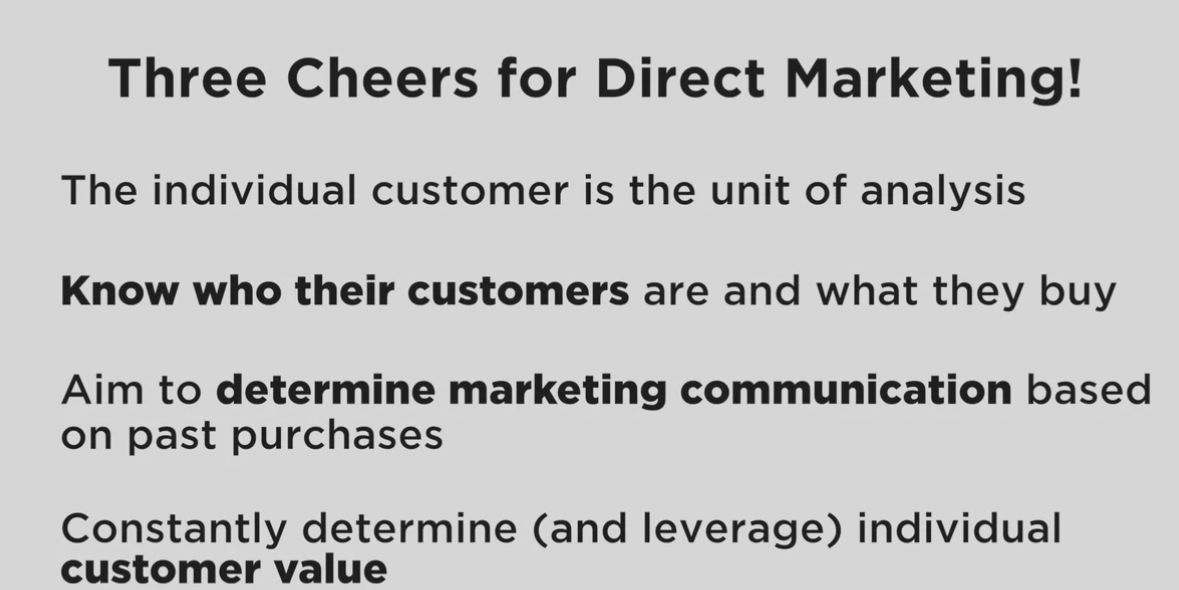 Three Cheers for Direct Marketing!
The individual customer is the unit of analysis
Know who their customers are and what they buy
Aim to determine marketing communication based
on past purchases
Constantly determine (and leverage) individual
customer value